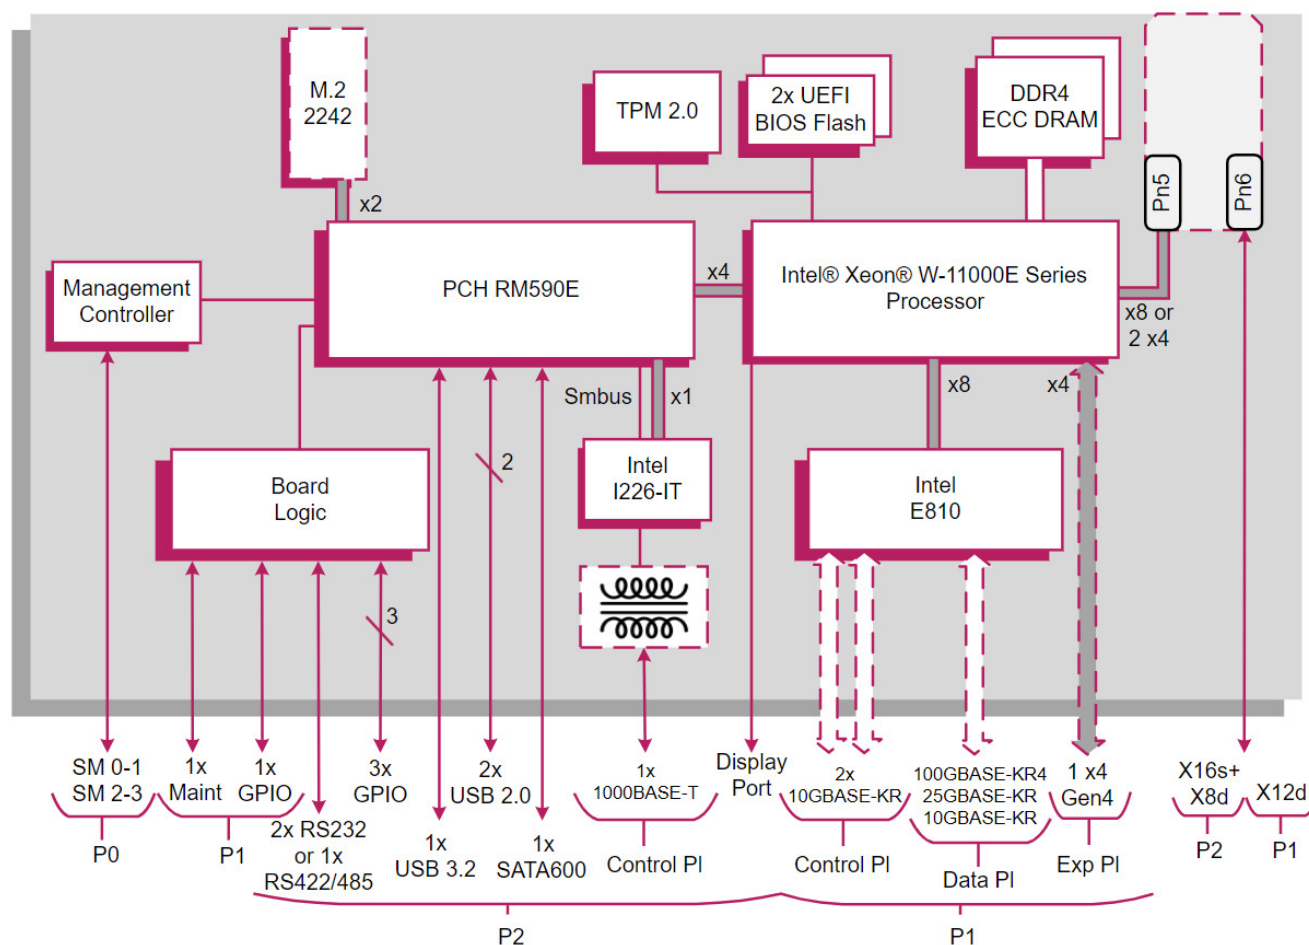 M.2
2242
TPM 2.0
2x UEFI
BIOS Flash
DDR4
ECC DRAM
Pn5
Pn6
x2
Management
Controller
PCH RM590E
x4
Intel® Xeon® W-11000E Series
Processor
x8 or
2 x4
Smbus
x1
x8
x4
Board
Logic
2
Intel
I226-IT
Intel
E810
3
SM 0-1
SM 2-3
P0
1x
Maint
1x
GPIO
P1
2x RS232
or 1x
RS422/485
3x
GPIO
1x
USB 3.2
2x
USB 2.0
1x
SATA600
1x
1000BASE-T
Control Pl
Display
Port
2x
10GBASE-KR
Control Pl
100GBASE-KR4
25GBASE-KR
10GBASE-KR
Data Pl
1 x4
Gen4
Exp Pl
X16s+
X8d
P2
X12d
P1
P2
P1